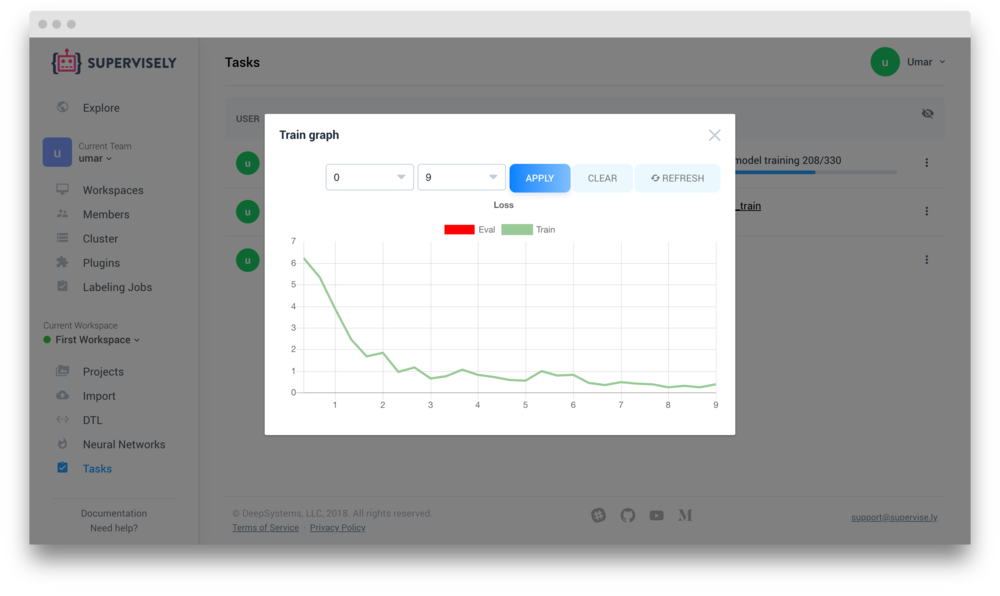 SUPERVISELY
Explore
u
Current Team
umar
Workspaces
Members
Cluster
Plugins
Labeling Jobs
Current Workspace
First Workspace
Projects
Import
DTL
Neural Networks
Tasks
Documentation
Need help?
Tasks
u Umar
USER
u model training 208/330
u _train
u
Train graph
0 9 APPLY CLEAR REFRESH
Loss
Eval Train
7
6
5
4
3
2
1
0
1 2 3 4 5 6 7 8 9
© DeepSystems, LLC, 2018. All rights reserved.
Terms of Service · Privacy Policy
support@supervise.ly